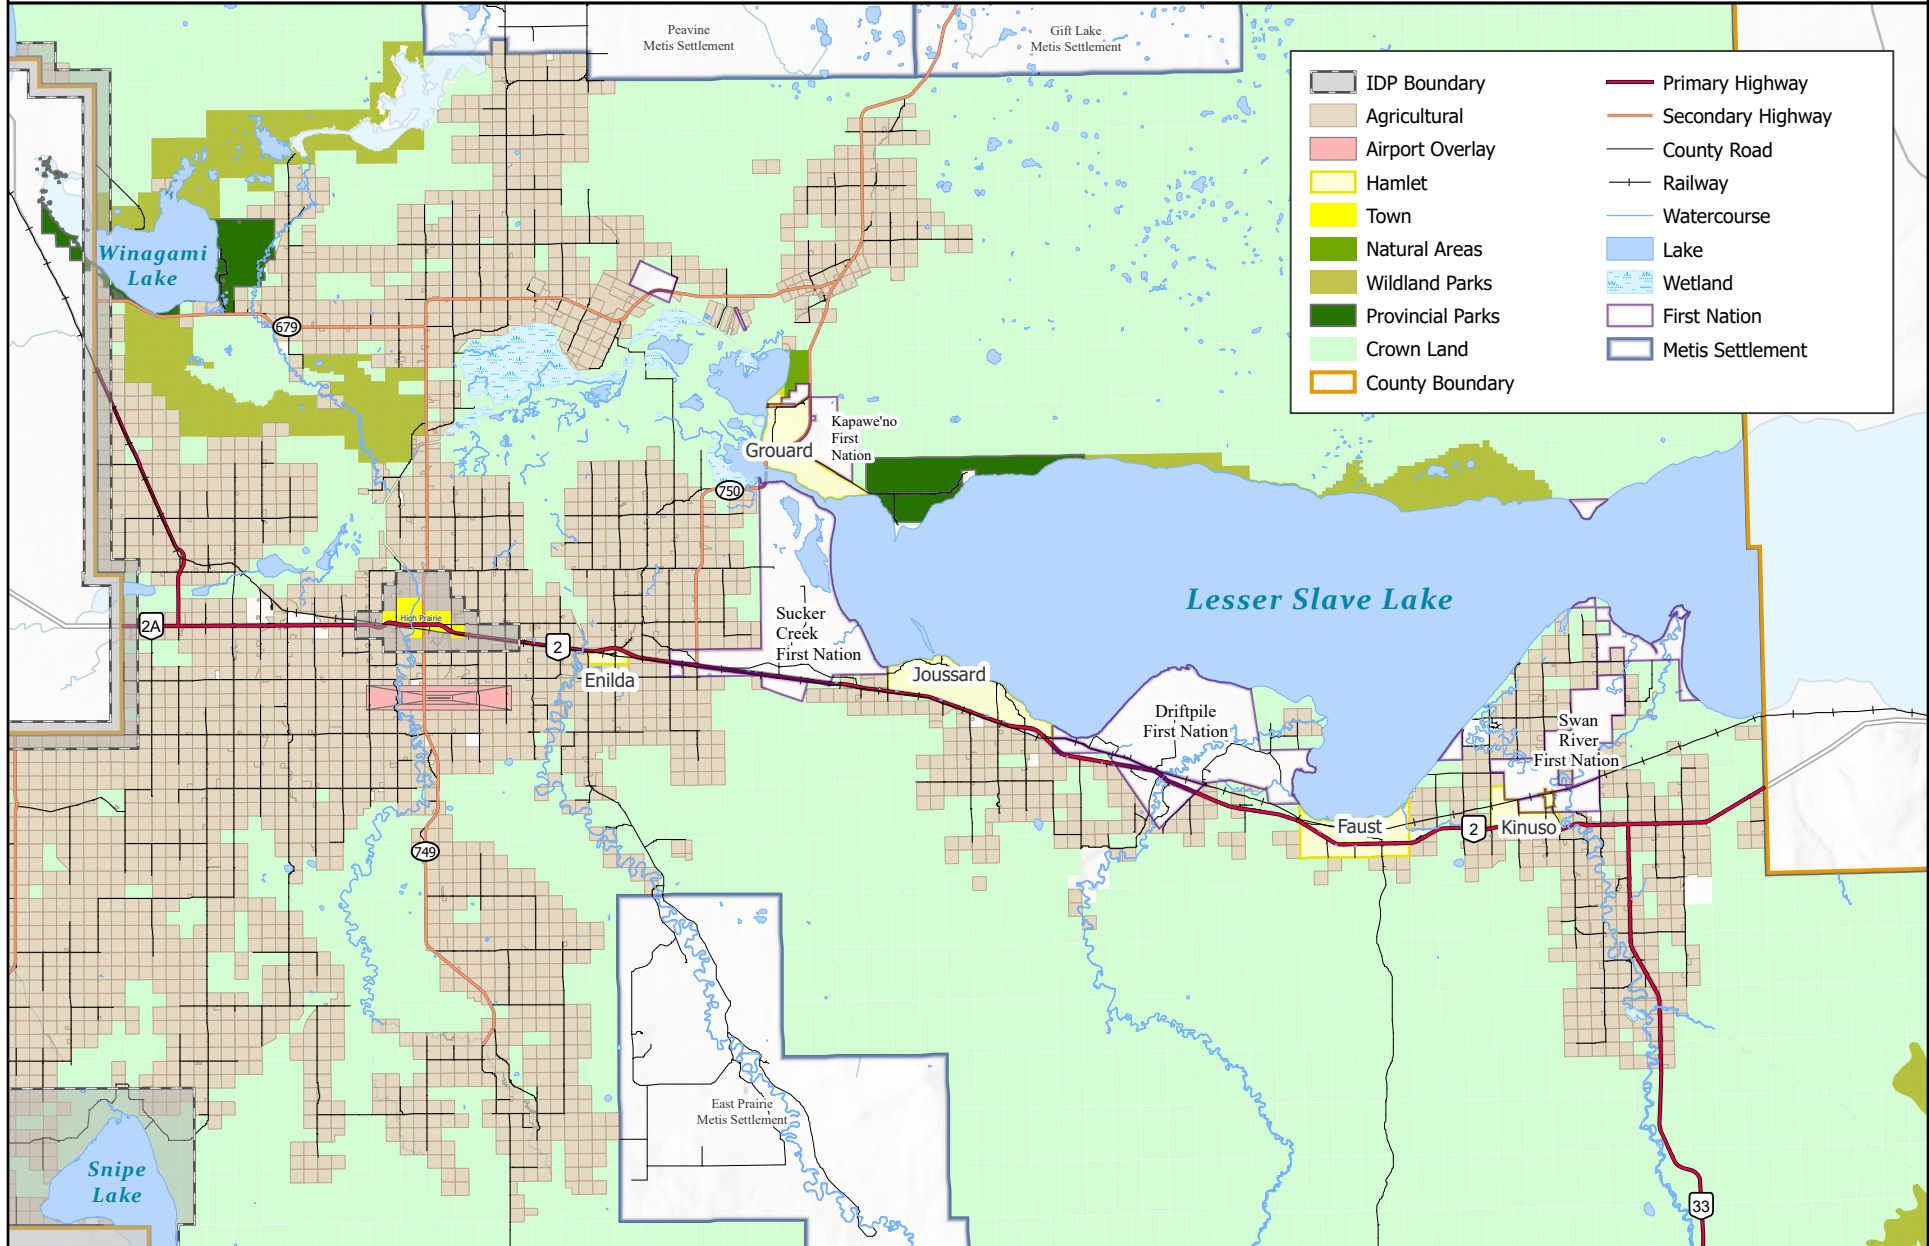 Peavine
Metis Settlement
Gift Lake
Metis Settlement
IDP Boundary
Agricultural
Airport Overlay
Hamlet
Town
Natural Areas
Wildland Parks
Provincial Parks
Crown Land
County Boundary
Primary Highway
Secondary Highway
County Road
Railway
Watercourse
Lake
Wetland
First Nation
Metis Settlement
Winagami
Lake
679
Kapawe'no
First
Nation
Grouard
750
Lesser Slave Lake
2A
High Prairie
2
Enilda
Sucker
Creek
First Nation
Joussard
Driftpile
First Nation
Swan
River
First Nation
Faust
2
Kinuso
749
East Prairie
Metis Settlement
Snipe
Lake
33